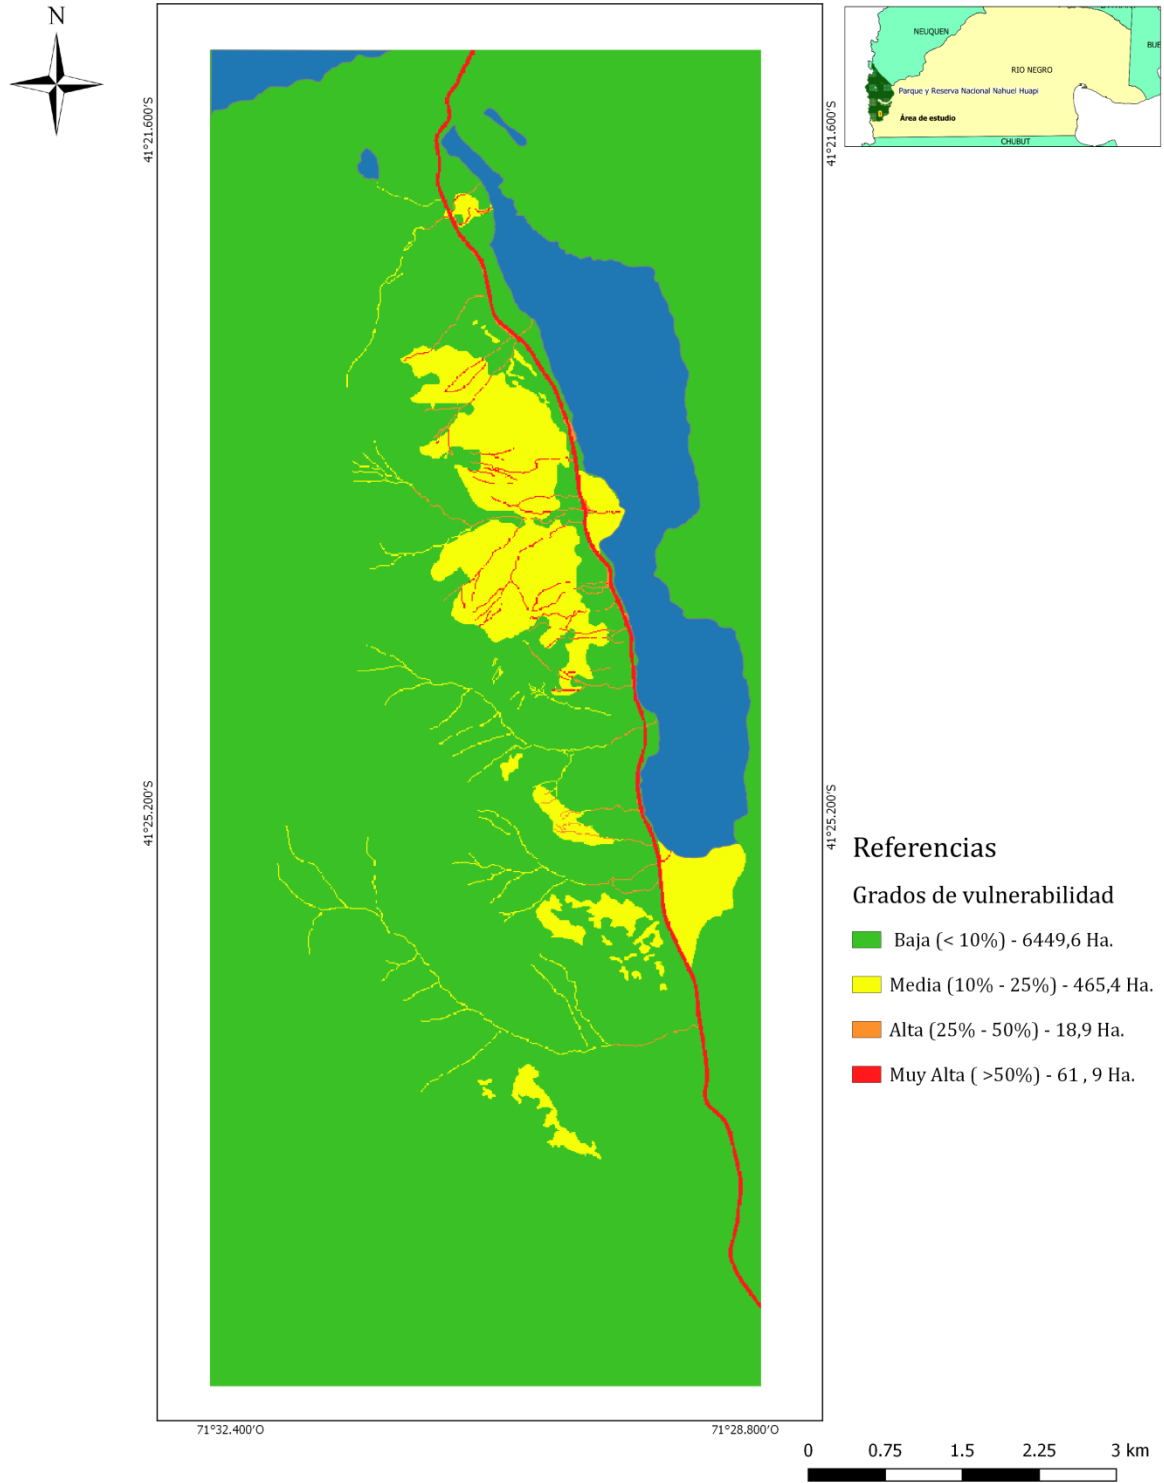 N
NEUQUEN
BUE
RIO NEGRO
Parque y Reserva Nacional Nahuel Huapi
Área de estudio
CHUBUT
41°21.600'S
41°21.600'S
41°25.200'S
41°25.200'S
Referencias
Grados de vulnerabilidad
Baja (< 10%) - 6449,6 Ha.
Media (10% - 25%) - 465,4 Ha.
Alta (25% - 50%) - 18,9 Ha.
Muy Alta ( >50%) - 61 , 9 Ha.
71°32.400'O
71°28.800'O
0 0.75 1.5 2.25 3 km